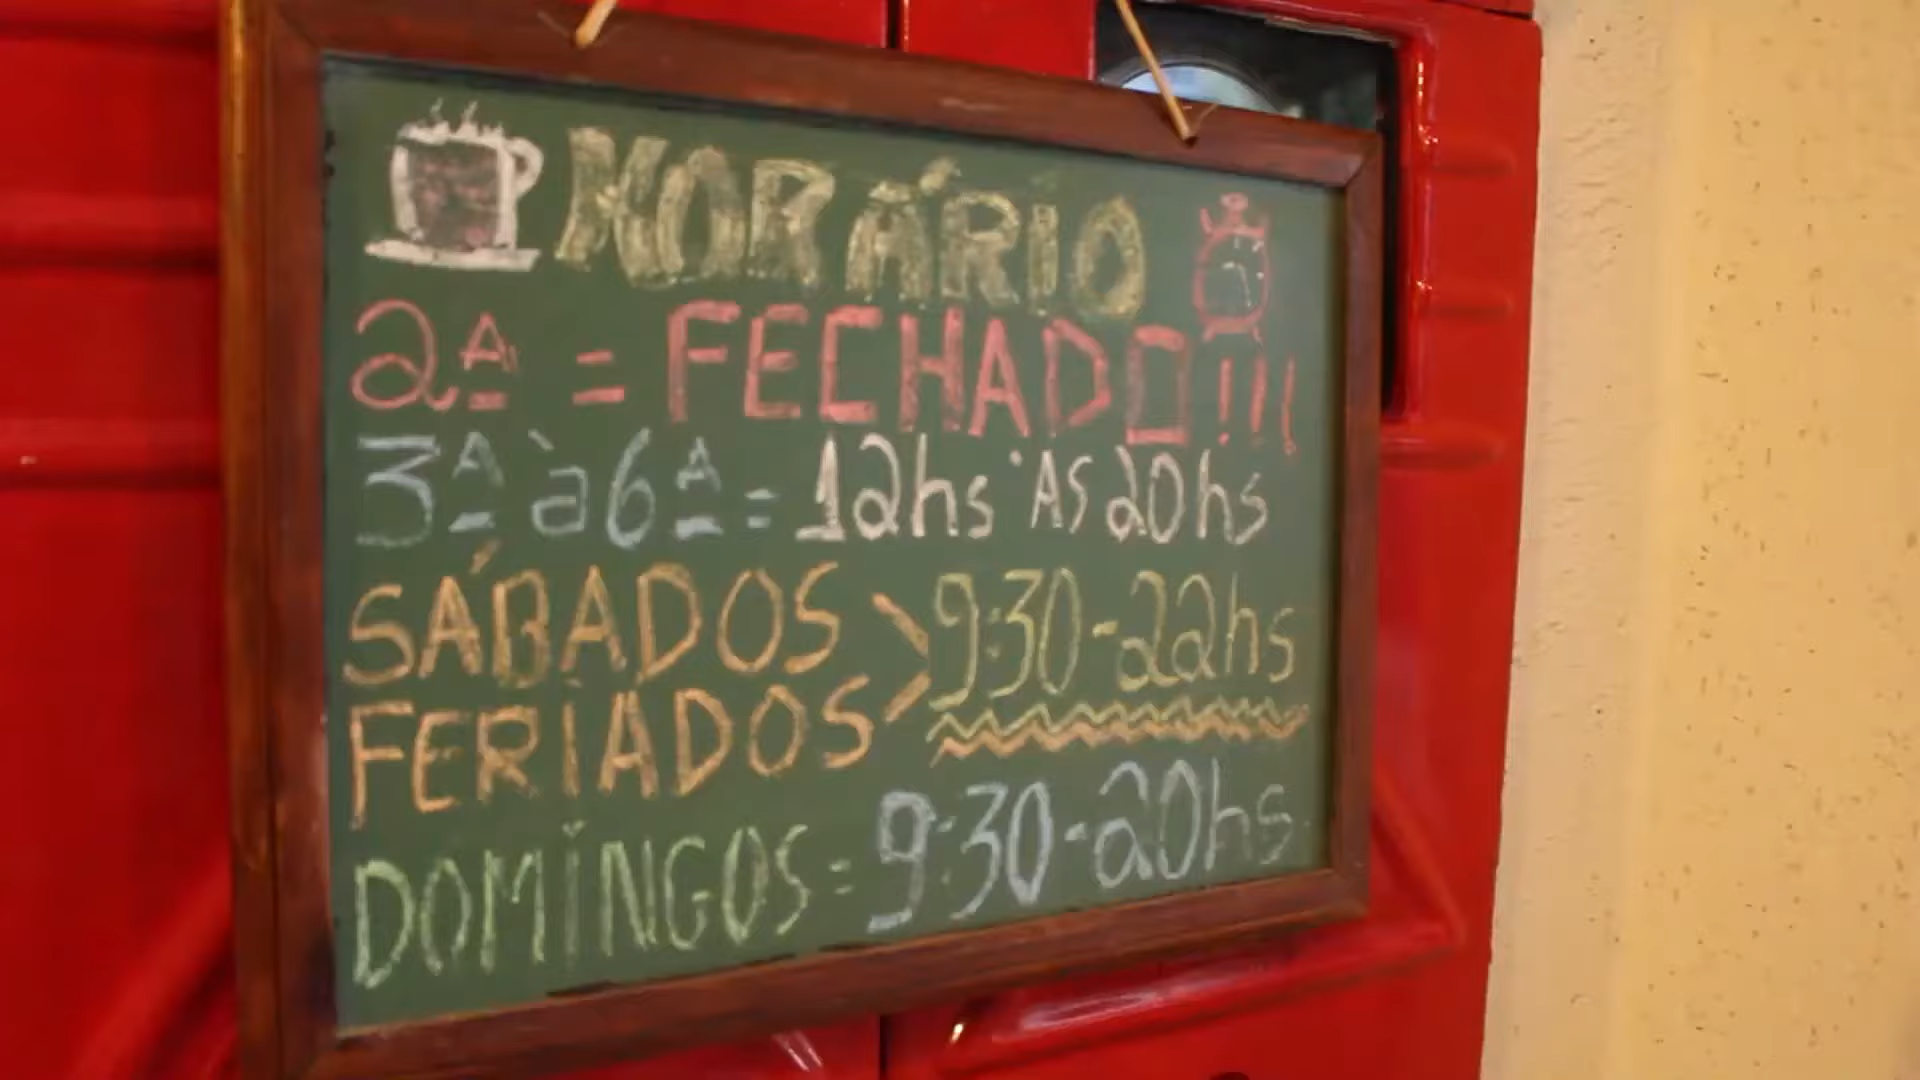 HORÁRIO
2ª = FECHADO!!!
3ª à 6ª = 12hs ÀS 20hs
SÁBADOS > 9:30-22hs
FERIADOS
DOMINGOS = 9:30-20hs